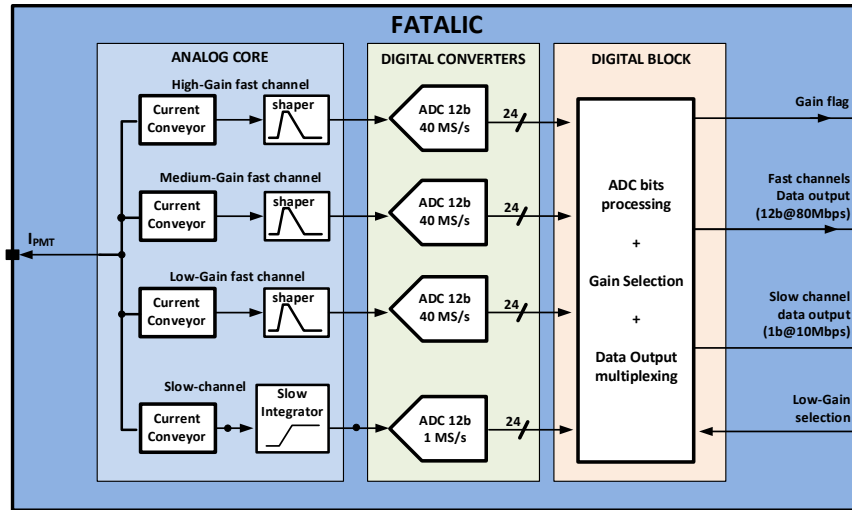 FATALIC
ANALOG CORE
DIGITAL CONVERTERS
DIGITAL BLOCK
High-Gain fast channel
Current
Conveyor
shaper
ADC 12b
40 MS/s
24
Medium-Gain fast channel
Current
Conveyor
shaper
ADC 12b
40 MS/s
24
Low-Gain fast channel
Current
Conveyor
shaper
ADC 12b
40 MS/s
24
Slow-channel
Current
Conveyor
Slow
Integrator
ADC 12b
1 MS/s
24
IPMT
ADC bits
processing
+
Gain Selection
+
Data Output
multiplexing
Gain flag
Fast channels
Data output
(12b@80Mbps)
Slow channel
data output
(1b@10Mbps)
Low-Gain
selection